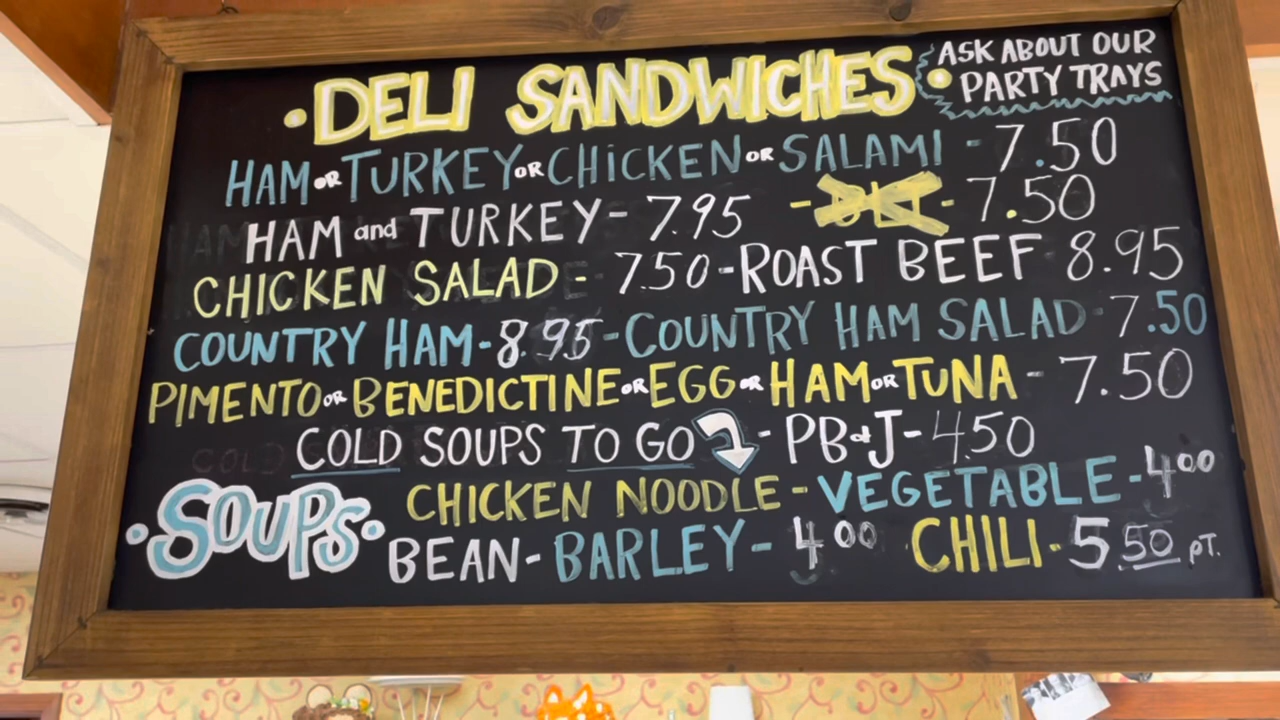 • DELI SANDWICHES
ASK ABOUT OUR
• PARTY TRAYS
HAM OR TURKEY OR CHICKEN OR SALAMI - 7.50
HAM and TURKEY - 7.95 - BLT - 7.50
CHICKEN SALAD - 7.50 - ROAST BEEF 8.95
COUNTRY HAM - 8.95 - COUNTRY HAM SALAD - 7.50
PIMENTO OR BENEDICTINE OR EGG OR HAM OR TUNA - 7.50
COLD SOUPS TO GO - PB&J - 4.50
• SOUPS •
CHICKEN NOODLE - VEGETABLE - 4.00
BEAN - BARLEY - 4.00 CHILI - 5.50 PT.